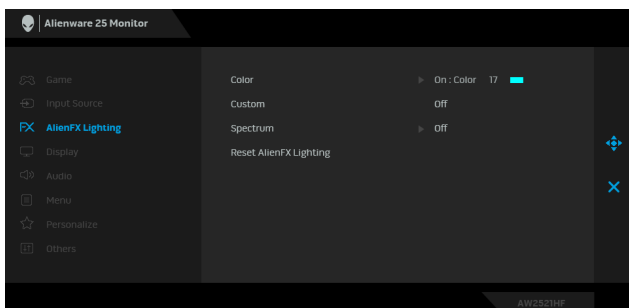 Alienware 25 Monitor
Game
Input Source
FX AlienFX Lighting
Display
Audio
Menu
Personalize
Others
Color On : Color 17
Custom Off
Spectrum Off
Reset AlienFX Lighting
AW2521HF